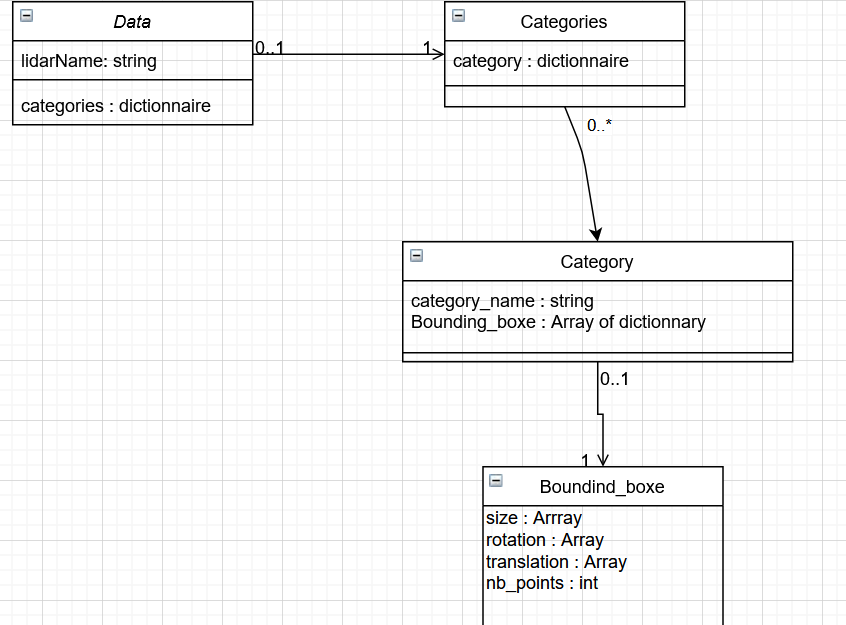 Data
lidarName: string
categories : dictionnaire
0..1
1
Categories
category : dictionnaire
0..*
Category
category_name : string
Bounding_boxe : Array of dictionnary
0..1
1
Boundind_boxe
size : Arrray
rotation : Array
translation : Array
nb_points : int